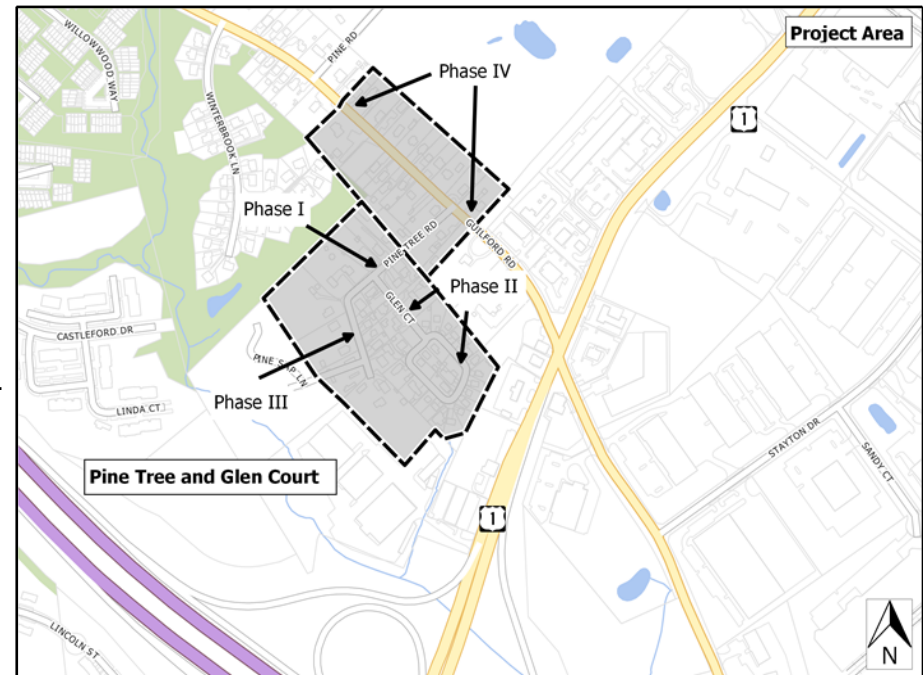 Project Area
WILLOWWOOD WAY
PINE RD
Phase IV
1
WINTERBROOK LN
Phase I
PINE TREE RD
GUILFORD RD
Phase II
GLEN CT
CASTLEFORD DR
PINE SAP LN
Phase III
LINDA CT
STAYTON DR
SANDY CT
Pine Tree and Glen Court
1
LINCOLN ST
N